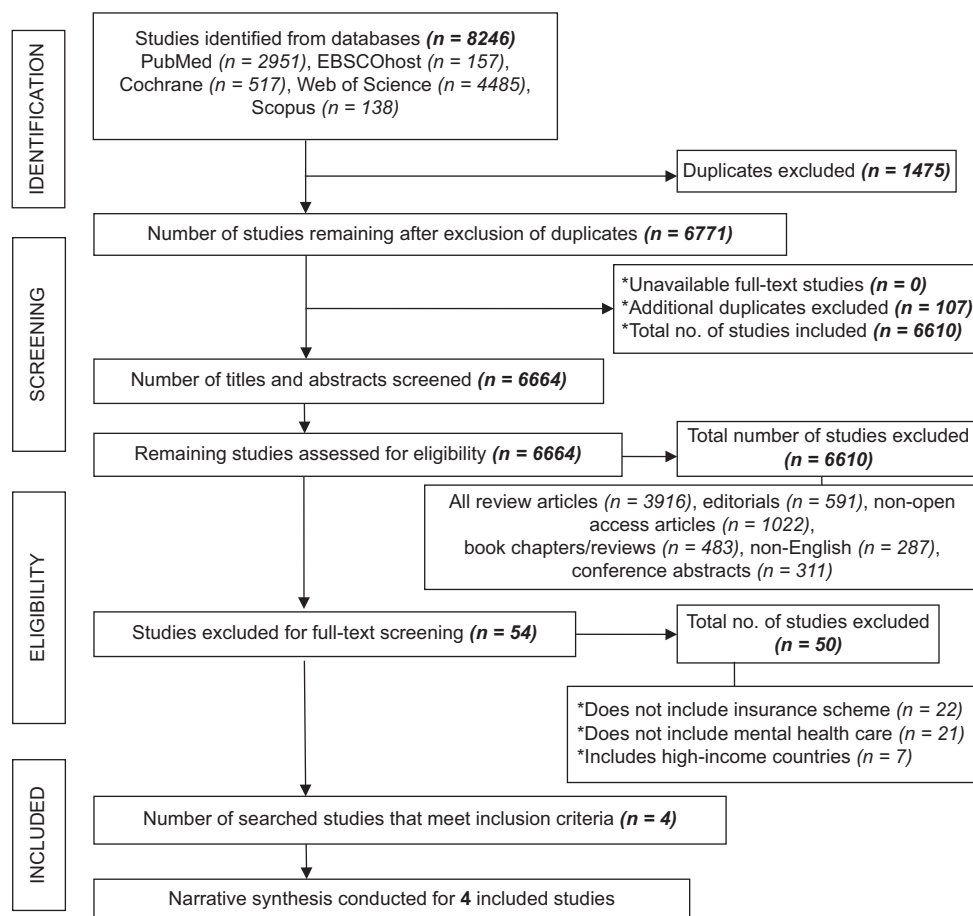 IDENTIFICATION
Studies identified from databases (n = 8246)
PubMed (n = 2951), EBSCOhost (n = 157),
Cochrane (n = 517), Web of Science (n = 4485),
Scopus (n = 138)
Duplicates excluded (n = 1475)
Number of studies remaining after exclusion of duplicates (n = 6771)
SCREENING
*Unavailable full-text studies (n = 0)
*Additional duplicates excluded (n = 107)
*Total no. of studies included (n = 6610)
Number of titles and abstracts screened (n = 6664)
Remaining studies assessed for eligibility (n = 6664)
Total number of studies excluded
(n = 6610)
All review articles (n = 3916), editorials (n = 591), non-open
access articles (n = 1022),
book chapters/reviews (n = 483), non-English (n = 287),
conference abstracts (n = 311)
ELIGIBILITY
Studies excluded for full-text screening (n = 54)
Total no. of studies excluded
(n = 50)
*Does not include insurance scheme (n = 22)
*Does not include mental health care (n = 21)
*Includes high-income countries (n = 7)
INCLUDED
Number of searched studies that meet inclusion criteria (n = 4)
Narrative synthesis conducted for 4 included studies